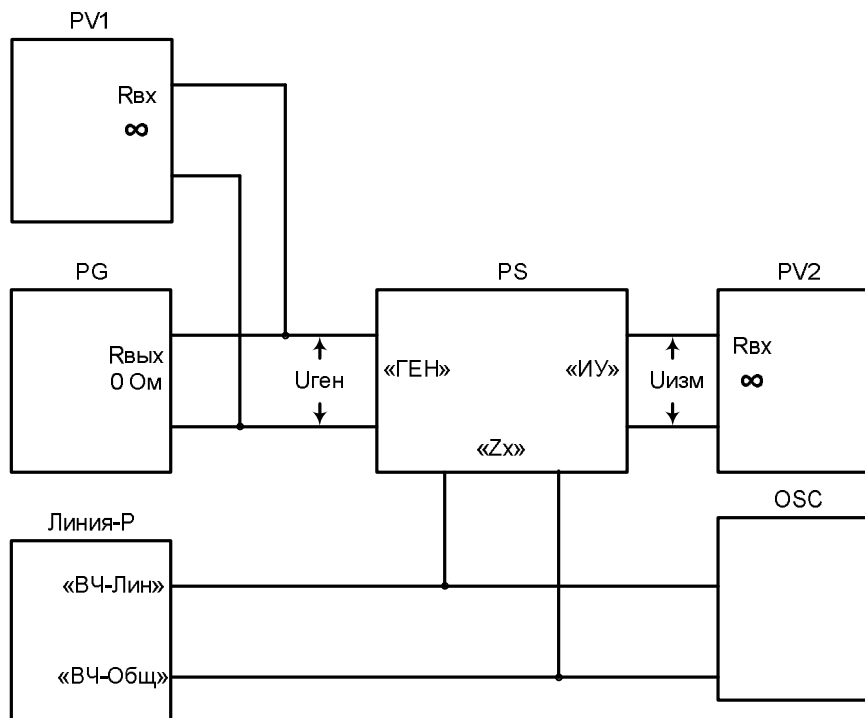 PV1
Rвх
∞
PG
PS
PV2
Rвых
0 Ом
Uген
«ГЕН»
«ИУ»
Uизм
Rвх
∞
«Zx»
Линия-Р
OSC
«ВЧ-Лин»
«ВЧ-Общ»